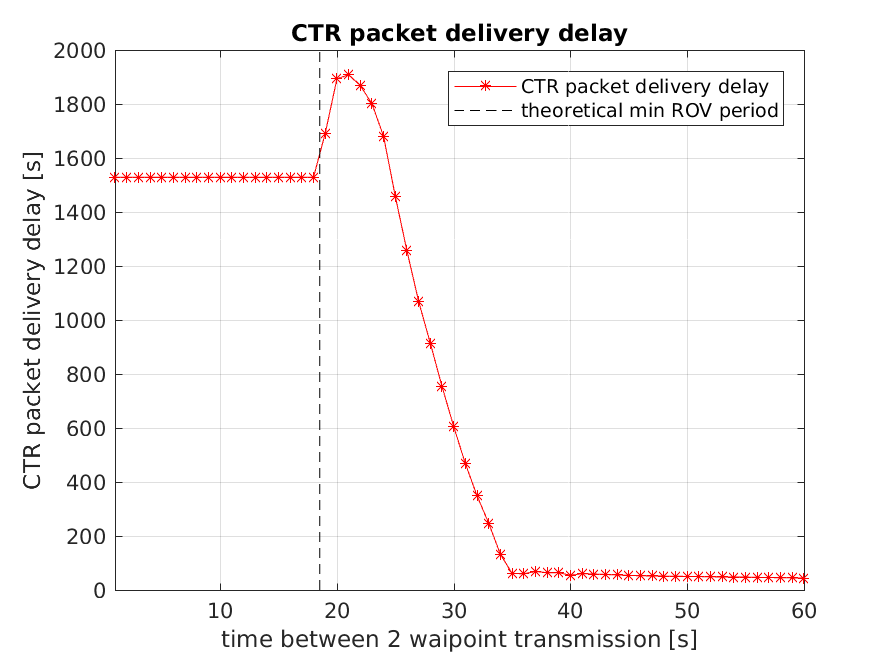 CTR packet delivery delay
CTR packet delivery delay
theoretical min ROV period
CTR packet delivery delay [s]
2000
1800
1600
1400
1200
1000
800
600
400
200
0
10 20 30 40 50 60
time between 2 waipoint transmission [s]